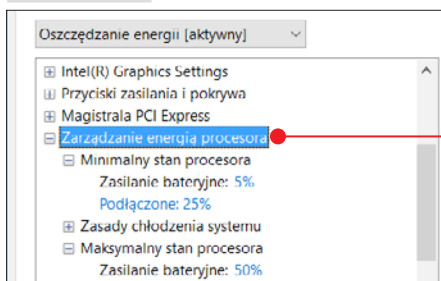 Oszczędzanie energii [aktywny]
Intel(R) Graphics Settings
Przyciski zasilania i pokrywa
Magistrala PCI Express
Zarządzanie energią procesora
Minimalny stan procesora
Zasilanie bateryjne: 5%
Podłączone: 25%
Zasady chłodzenia systemu
Maksymalny stan procesora
Zasilanie bateryjne: 50%